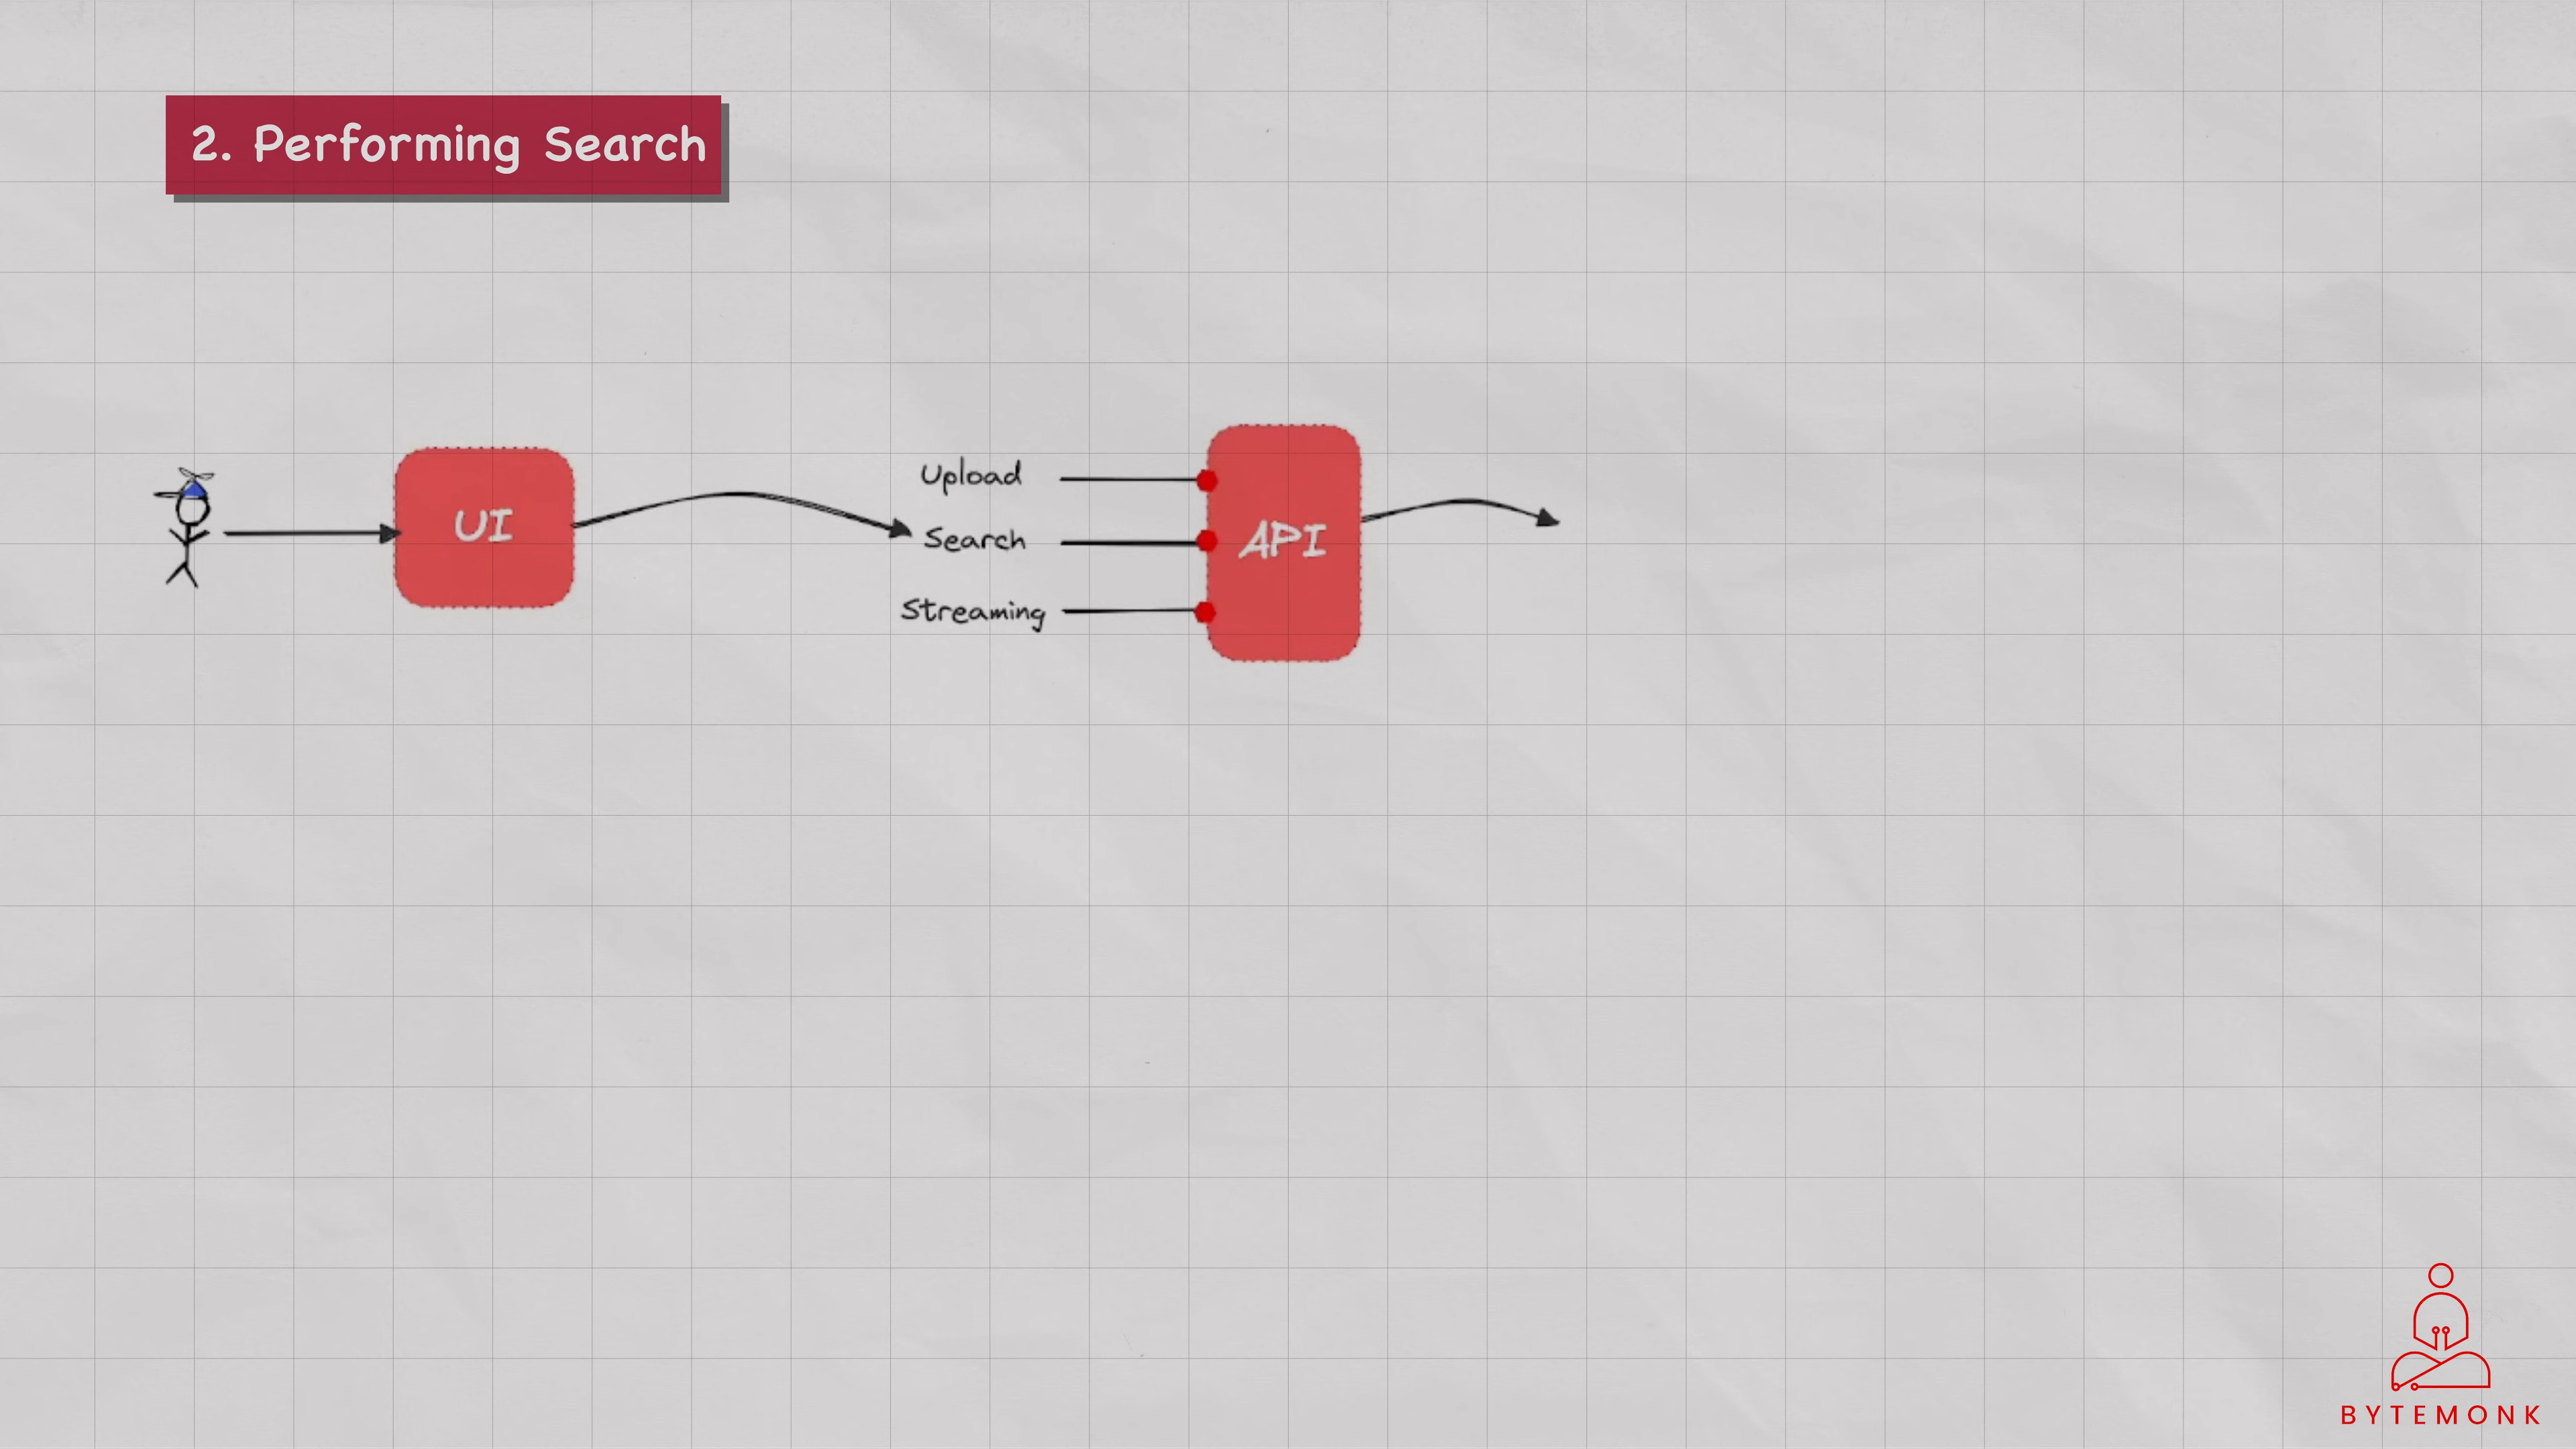 2. Performing Search
UI
Upload
Search
Streaming
API
BYTEMONK